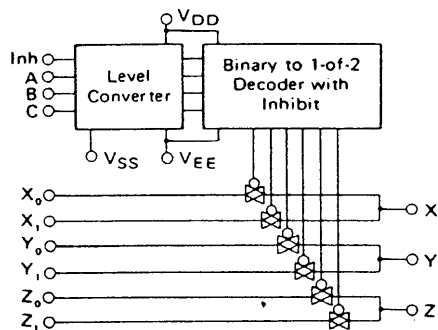 VDD
Inh
A
B
C
Level
Converter
Binary to 1-of-2
Decoder with
Inhibit
VSS
VEE
X₀
X₁
X
Y₀
Y₁
Y
Z₀
Z₁
Z